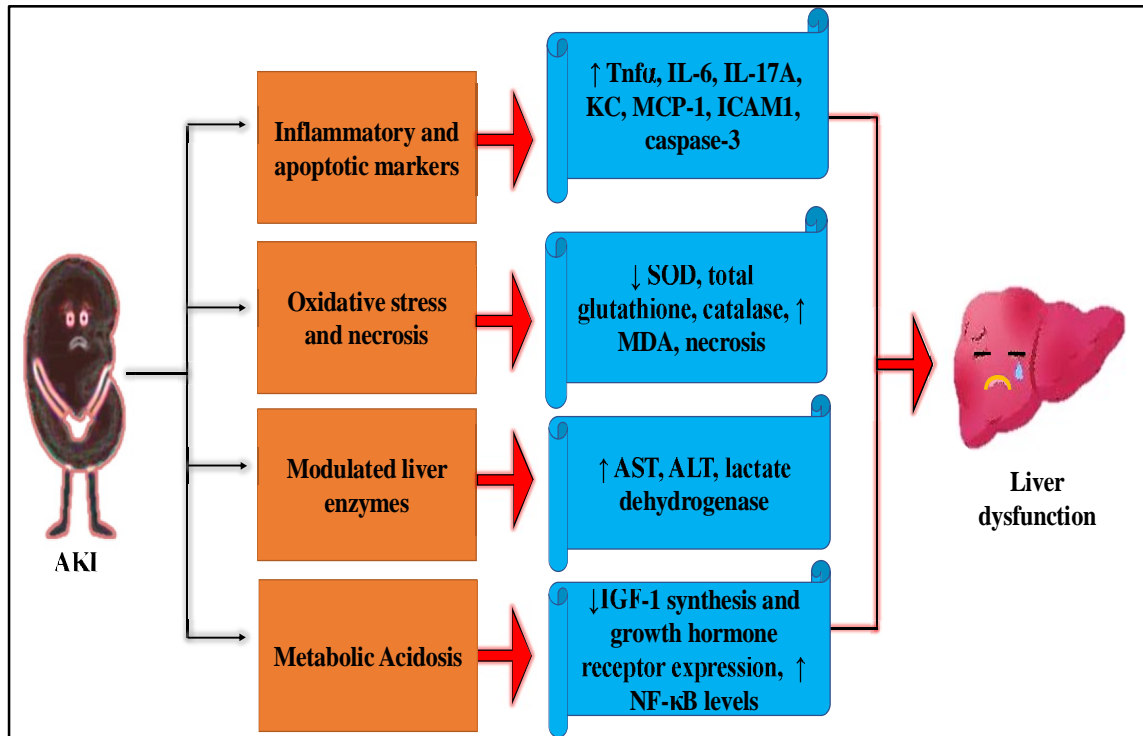 Inflammatory and
apoptotic markers
↑ Tnfα, IL-6, IL-17A,
KC, MCP-1, ICAM1,
caspase-3
Oxidative stress
and necrosis
↓ SOD, total
glutathione, catalase, ↑
MDA, necrosis
AKI
Modulated liver
enzymes
↑ AST, ALT, lactate
dehydrogenase
Liver
dysfunction
Metabolic Acidosis
↓IGF-1 synthesis and
growth hormone
receptor expression, ↑
NF-κB levels